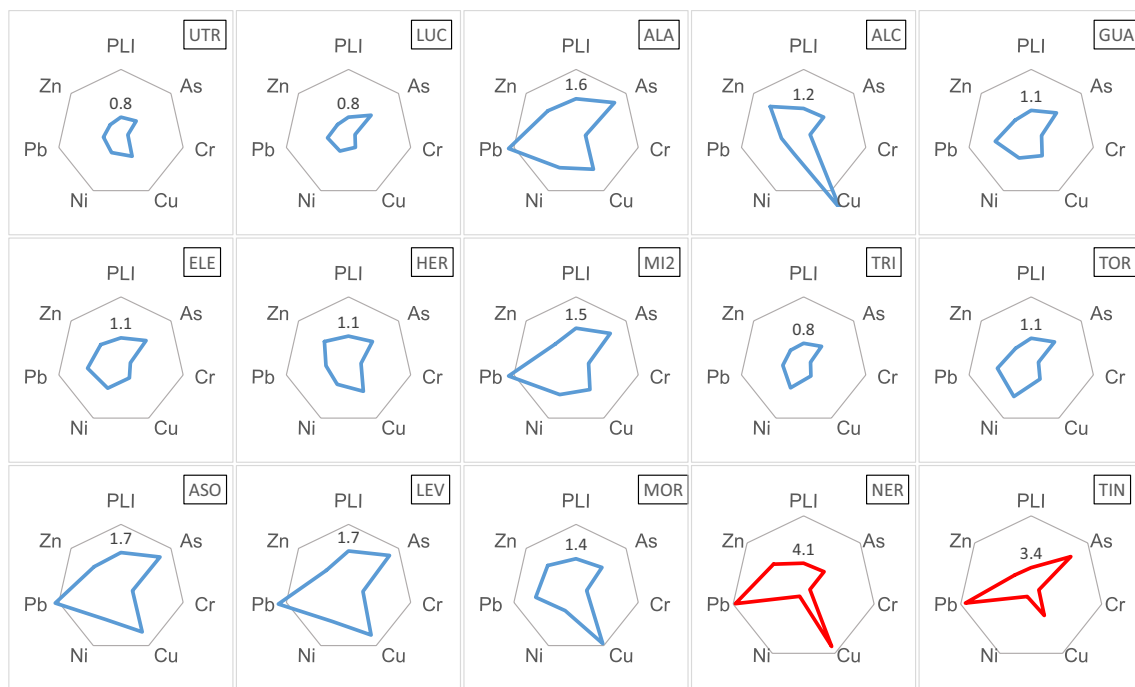 UTR
PLI
Zn As
0.8
Pb Cr
Ni Cu
LUC
PLI
Zn As
0.8
Pb Cr
Ni Cu
ALA
PLI
Zn As
1.6
Pb Cr
Ni Cu
ALC
PLI
Zn As
1.2
Pb Cr
Ni Cu
GUA
PLI
Zn As
1.1
Pb Cr
Ni Cu
ELE
PLI
Zn As
1.1
Pb Cr
Ni Cu
HER
PLI
Zn As
1.1
Pb Cr
Ni Cu
MI2
PLI
Zn As
1.5
Pb Cr
Ni Cu
TRI
PLI
Zn As
0.8
Pb Cr
Ni Cu
TOR
PLI
Zn As
1.1
Pb Cr
Ni Cu
ASO
PLI
Zn As
1.7
Pb Cr
Ni Cu
LEV
PLI
Zn As
1.7
Pb Cr
Ni Cu
MOR
PLI
Zn As
1.4
Pb Cr
Ni Cu
NER
PLI
Zn As
4.1
Pb Cr
Ni Cu
TIN
PLI
Zn As
3.4
Pb Cr
Ni Cu